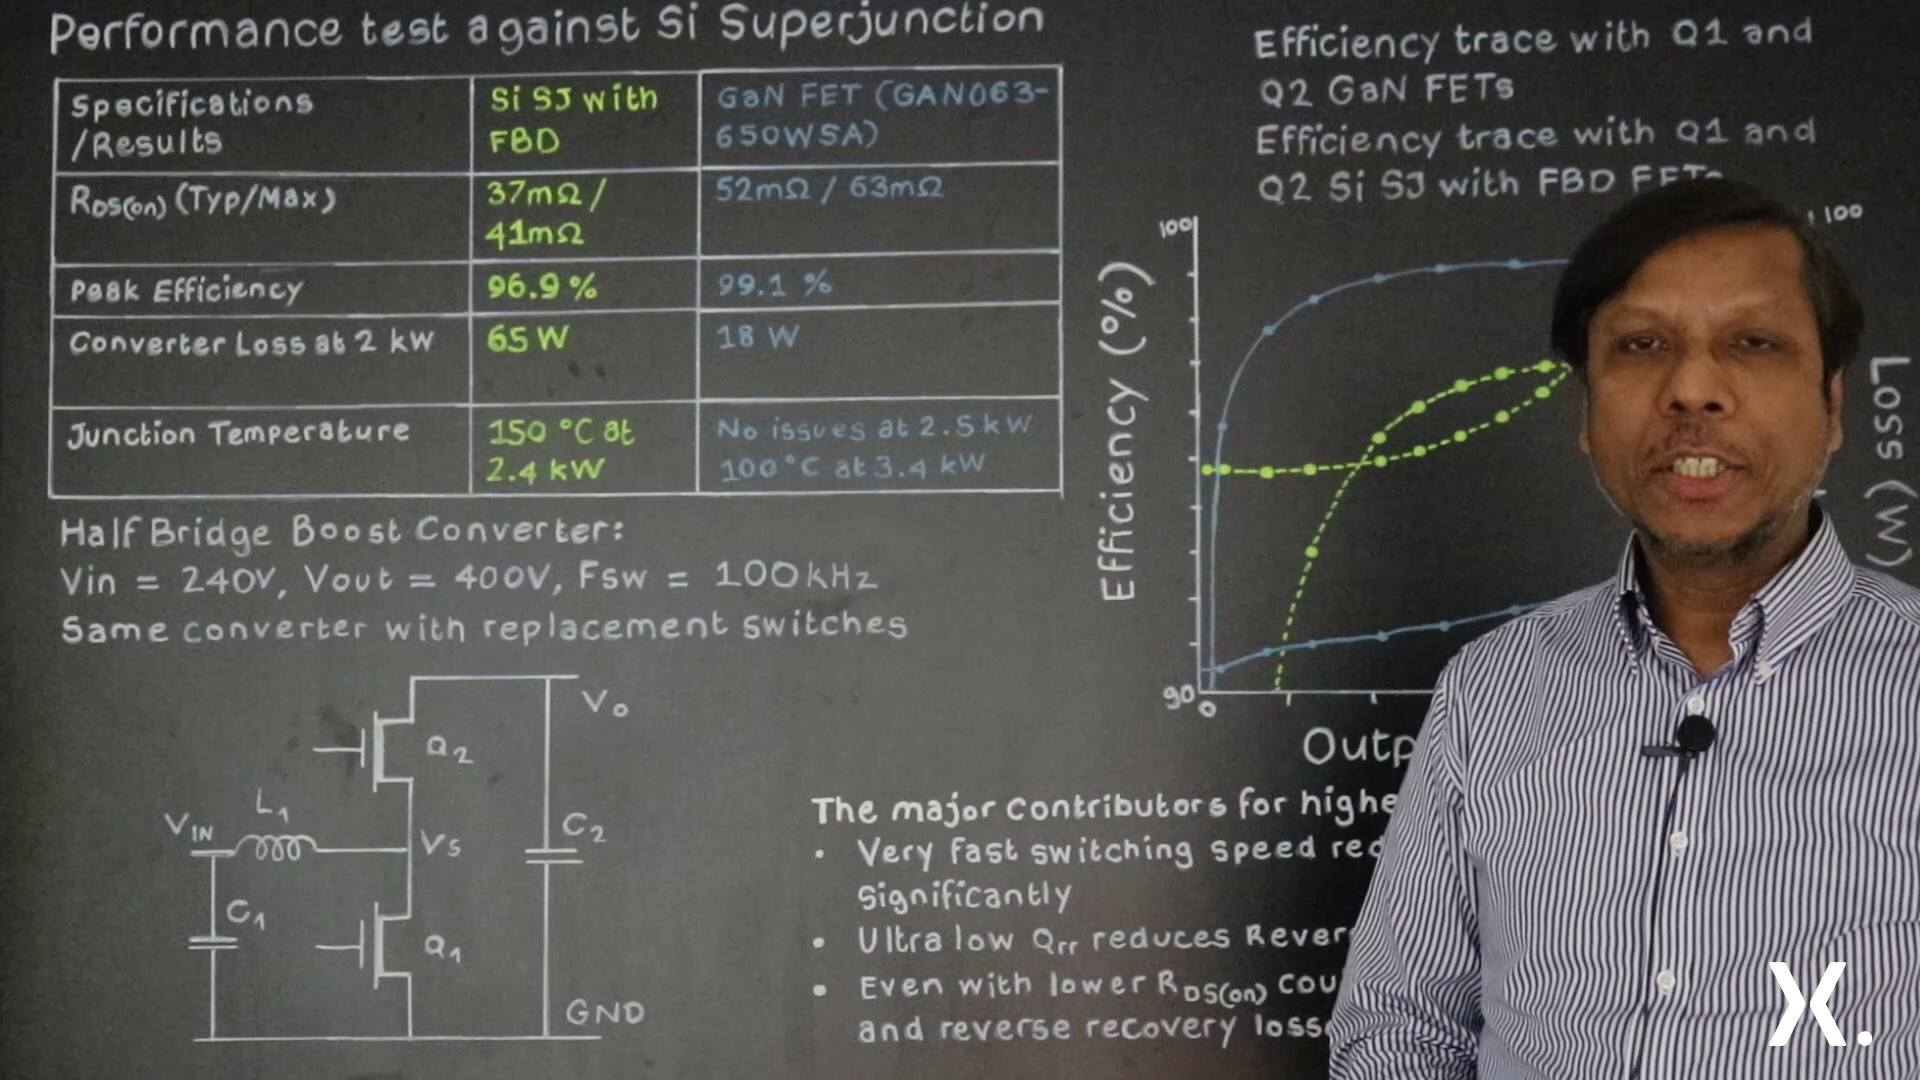 Performance test against Si Superjunction
Specifications
/Results
Si SJ with
FBD
GaN FET (GAN063-
650WSA)
RDS(on) (Typ/Max)
37mΩ /
41mΩ
52mΩ / 63mΩ
Peak Efficiency
96.9 %
99.1 %
Converter Loss at 2 kW
65 W
18 W
Junction Temperature
150 °C at
2.4 kW
No issues at 2.5 kW
100°C at 3.4 kW
Half Bridge Boost Converter:
Vin = 240V, Vout = 400V, Fsw = 100kHz
Same converter with replacement switches
Vo
Q2
L1
VIN
Vs
C2
C1
Q1
GND
Efficiency trace with Q1 and
Q2 GaN FETs
Efficiency trace with Q1 and
Q2 Si SJ with FBD FETs
100
100
Efficiency (%)
Loss (W)
90
0
The major contributors for
Very fast switching speed
significantly
Ultra low Qrr reduces
Even with lower RDS(on)
and reverse recovery
X.